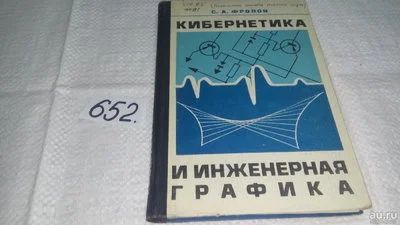 С. А. ФРОЛОВ
КИБЕРНЕТИКА
652.
И ИНЖЕНЕРНАЯ
ГРАФИКА
au.ru